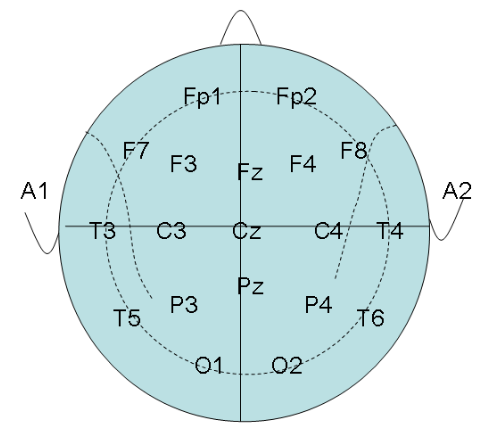 Fp1 Fp2
F7 F3 Fz F4 F8
A1 A2
T3 C3 Cz C4 T4
Pz
T5 P3 P4 T6
O1 O2